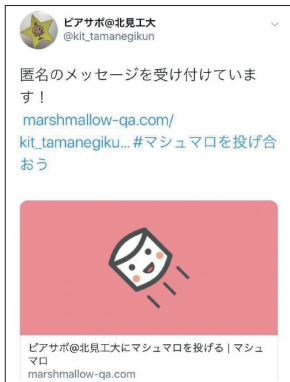 ピアサポ@北見工大
@kit_tamanegikun
匿名のメッセージを受け付けていま
す！
marshmallow-qa.com/
kit_tamanegiku... #マシュマロを投げ合
おう
ピアサポ@北見工大にマシュマロを投げる | マシュ
マロ
marshmallow-qa.com